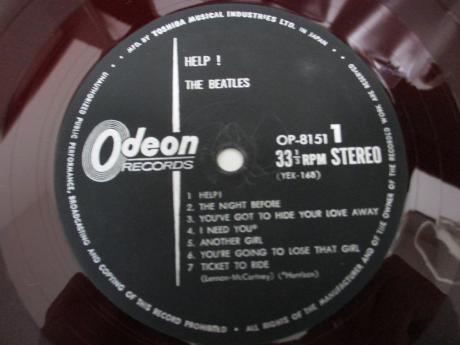 MFD. BY TOSHIBA MUSICAL INDUSTRIES LTD. IN JAPAN.
HELP !
THE BEATLES
Odeon
RECORDS
OP-8151 1
33⅓ RPM STEREO
(YEX-168)
1 HELP!
2. THE NIGHT BEFORE
3. YOU'VE GOT TO HIDE YOUR LOVE AWAY
4. I NEED YOU*
5. ANOTHER GIRL
6. YOU'RE GOING TO LOSE THAT GIRL
7 TICKET TO RIDE
(Lennon-McCartney) (*Harrison)
UNAUTHORIZED PUBLIC PERFORMANCE, BROADCASTING AND COPYING OF THIS RECORD PROHIBITED • ALL RIGHTS OF THE MANUFACTURER AND OF THE OWNER OF THE RECORDED WORK ARE RESERVED